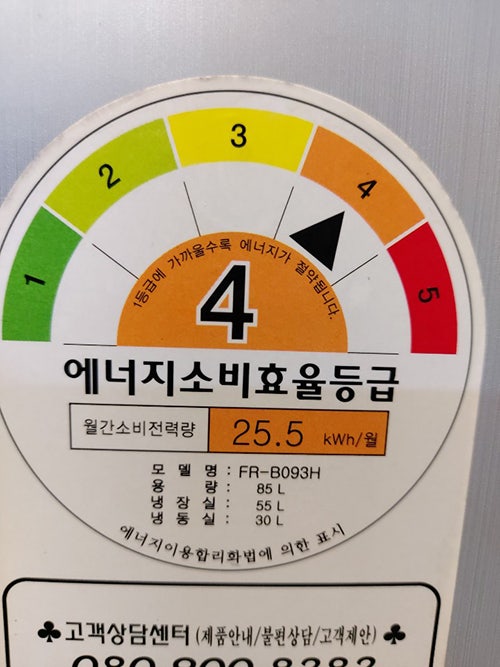 1
2
3
4
5
1등급에 가까울수록 에너지가 절약됩니다.
4
에너지소비효율등급
월간소비전력량 25.5 kWh/월
모 델 명 : FR-B093H
용 량 : 85 L
냉 장 실 : 55 L
냉 동 실 : 30 L
에너지이용합리화법에 의한 표시
♣고객상담센터 (제품안내/불편상담/고객제안)♣
080-800-8383